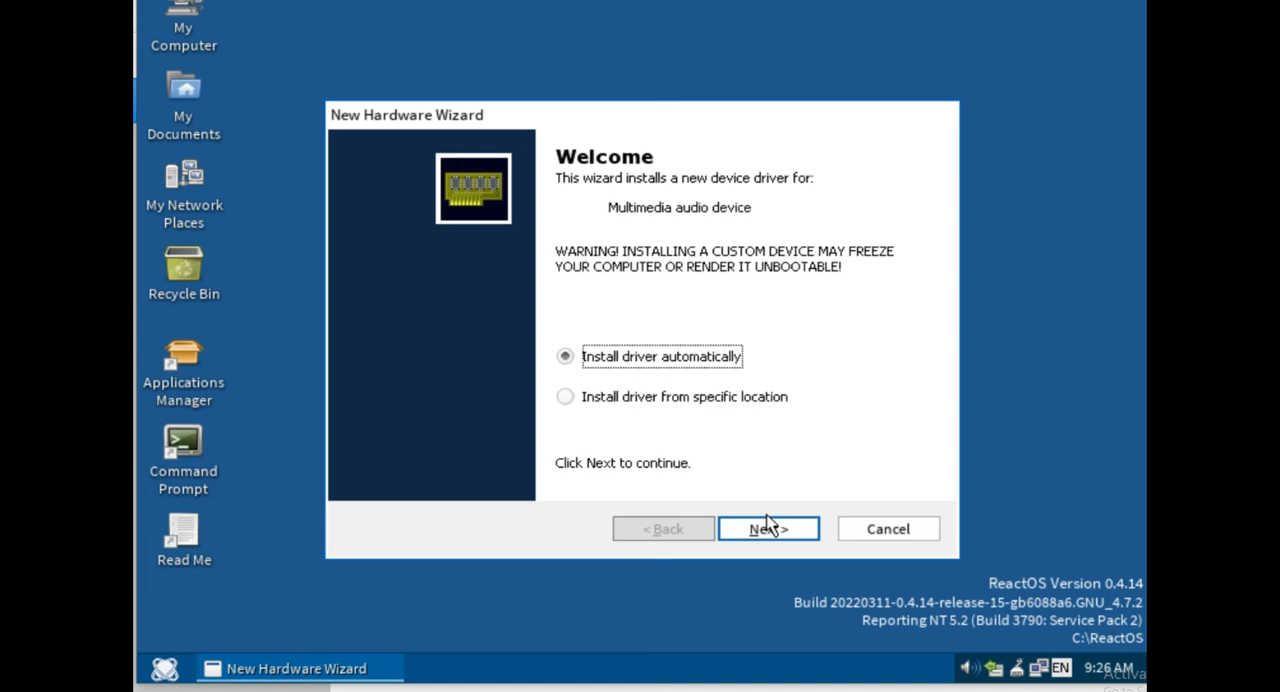 My
Computer
My
Documents
My Network
Places
Recycle Bin
Applications
Manager
Command
Prompt
Read Me
New Hardware Wizard
Welcome
This wizard installs a new device driver for:
Multimedia audio device
WARNING! INSTALLING A CUSTOM DEVICE MAY FREEZE
YOUR COMPUTER OR RENDER IT UNBOOTABLE!
Install driver automatically
Install driver from specific location
Click Next to continue.
< Back
Next >
Cancel
ReactOS Version 0.4.14
Build 20220311-0.4.14-release-15-gb6088a6.GNU_4.7.2
Reporting NT 5.2 (Build 3790: Service Pack 2)
C:\ReactOS
New Hardware Wizard
EN
9:26 AM
Activa